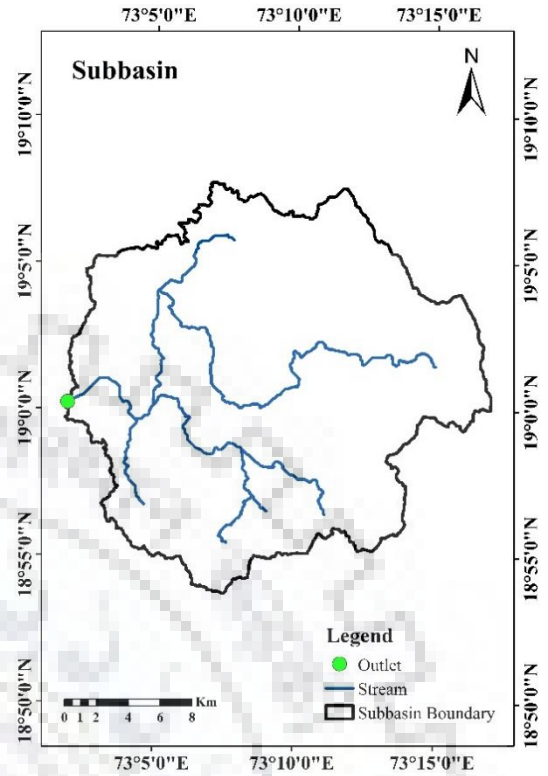 73°5'0"E 73°10'0"E 73°15'0"E
Subbasin
N
19°10'0"N 19°10'0"N
19°5'0"N 19°5'0"N
19°0'0"N 19°0'0"N
18°55'0"N 18°55'0"N
18°50'0"N 18°50'0"N
Legend
Outlet
Stream
Subbasin Boundary
Km
0 1 2 4 6 8
73°5'0"E 73°10'0"E 73°15'0"E